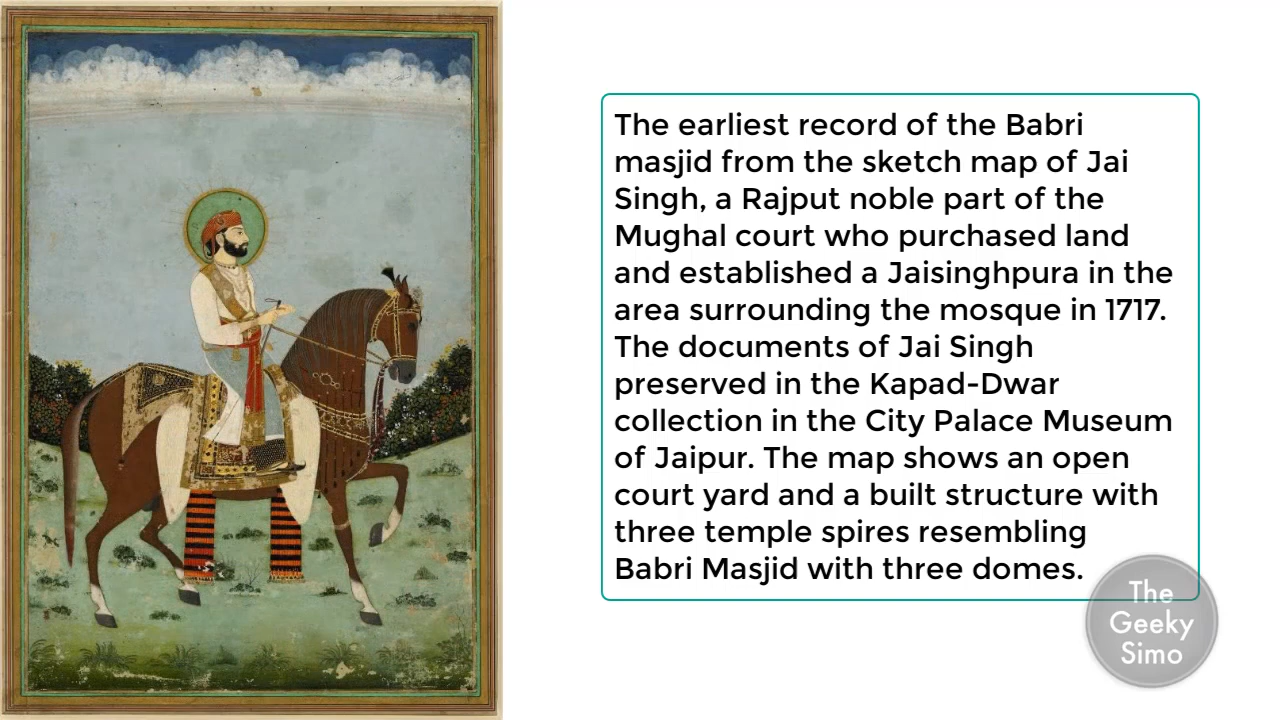 The earliest record of the Babri
masjid from the sketch map of Jai
Singh, a Rajput noble part of the
Mughal court who purchased land
and established a Jaisinghpura in the
area surrounding the mosque in 1717.
The documents of Jai Singh
preserved in the Kapad-Dwar
collection in the City Palace Museum
of Jaipur. The map shows an open
court yard and a built structure with
three temple spires resembling
Babri Masjid with three domes.
The
Geeky
Simo